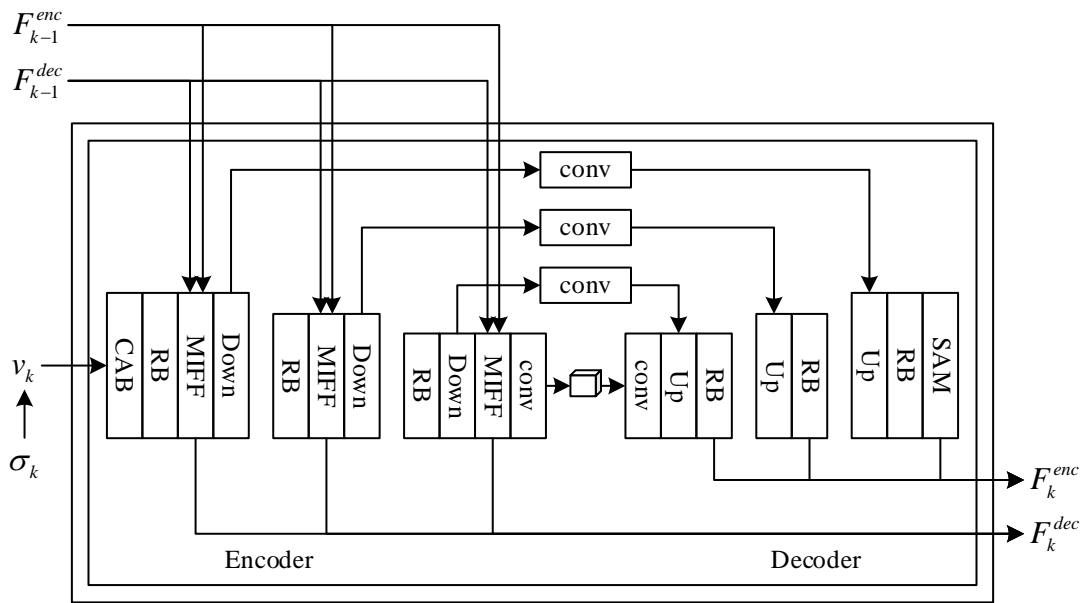 F_{k-1}^{enc}
F_{k-1}^{dec}
conv
conv
conv
CAB
RB
MIFF
Down
RB
MIFF
Down
RB
Down
MIFF
conv
conv
Up
RB
Up
RB
Up
RB
SAM
v_k
σ_k
F_k^{enc}
F_k^{dec}
Encoder
Decoder